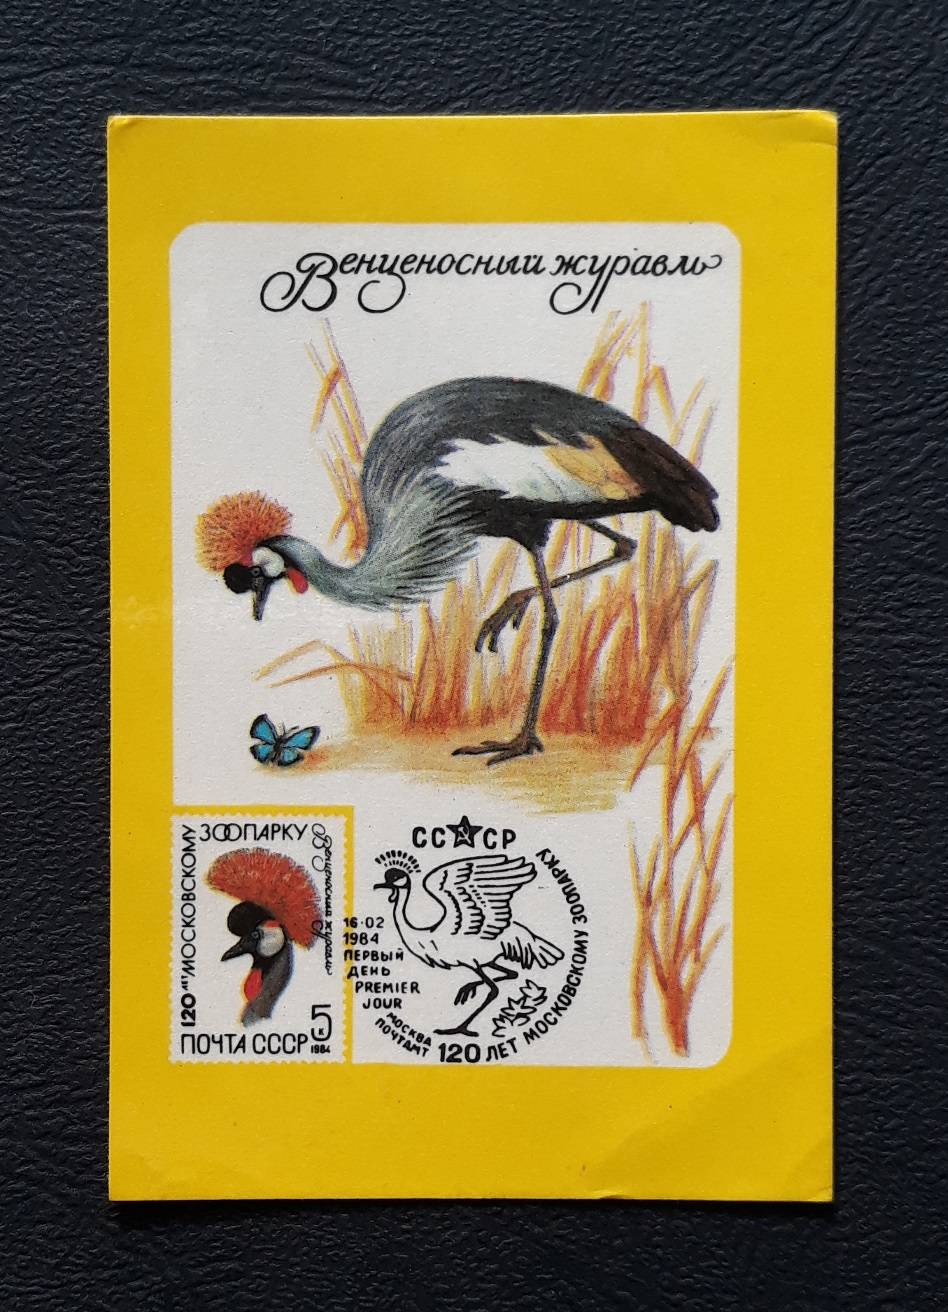 Венценосный журавль
120 ЛЕТ МОСКОВСКОМУ ЗООПАРКУ
Венценосный журавль
5 к
1984
ПОЧТА СССР
СССР
16·02
1984
ПЕРВЫЙ
ДЕНЬ
PREMIER
JOUR
МОСКВА
ПОЧТАМТ
120 ЛЕТ МОСКОВСКОМУ ЗООПАРКУ